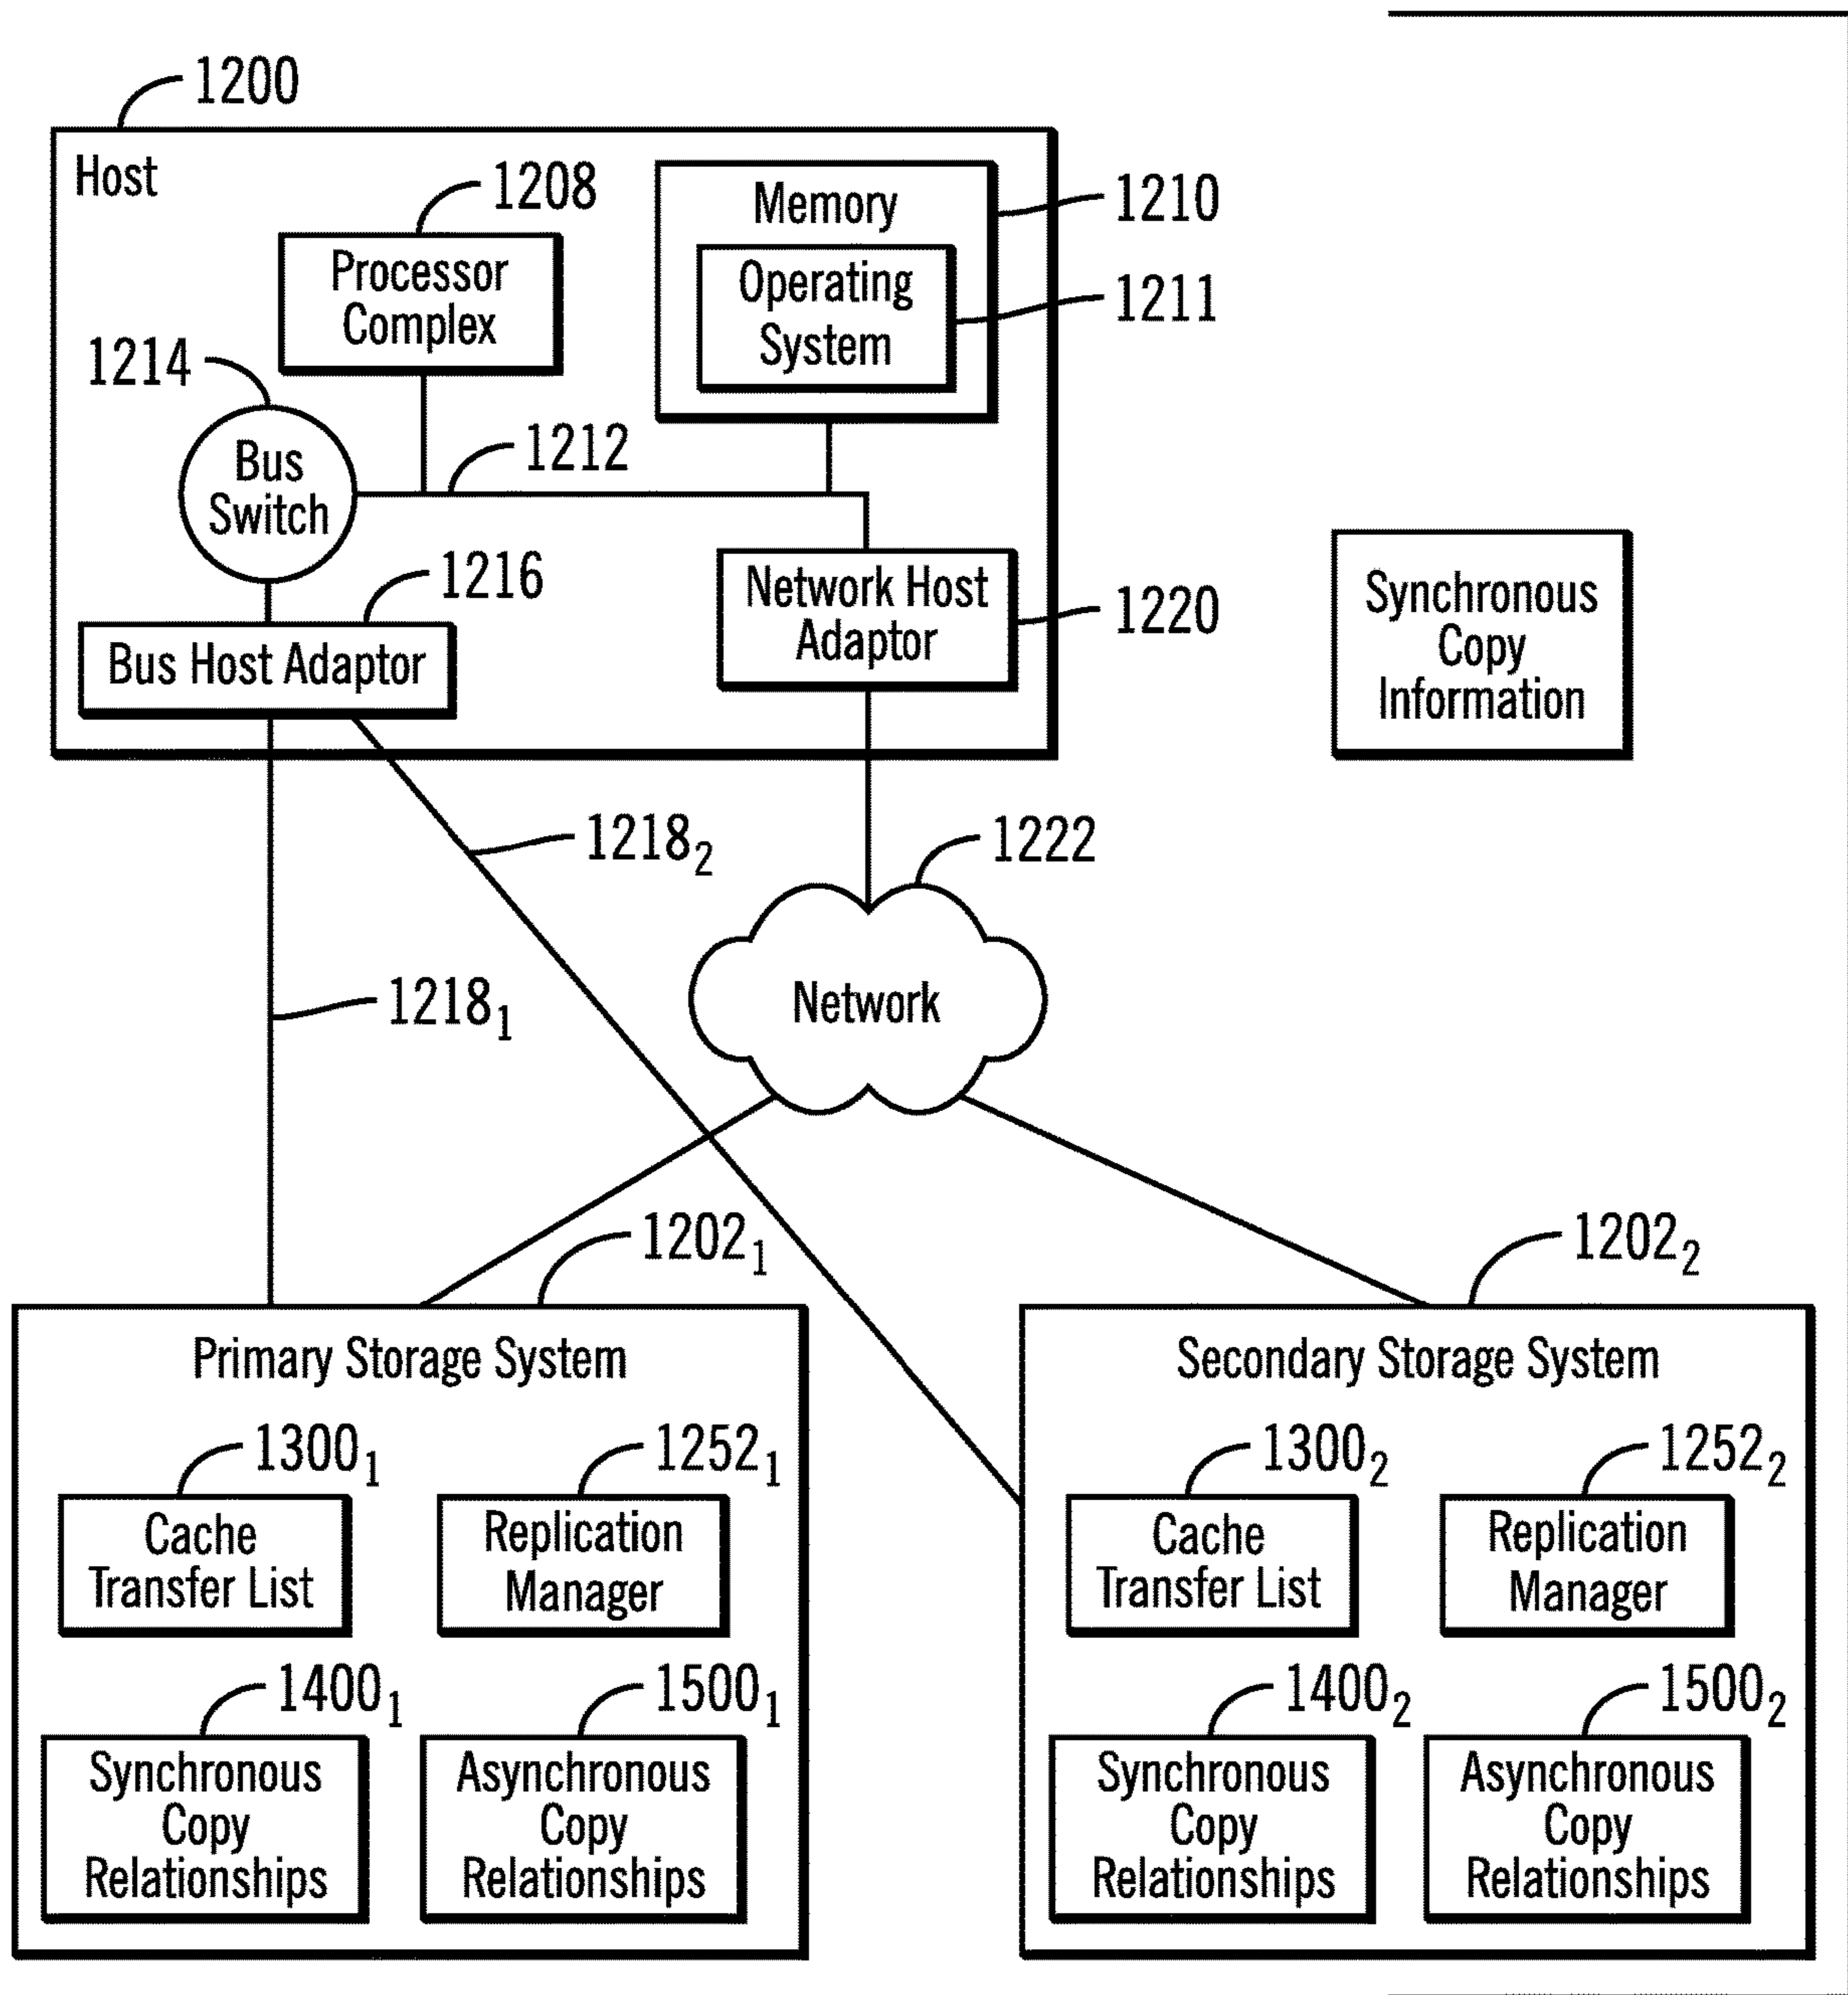 1200
Host
1208
Processor
Complex
Memory
1210
Operating
System
1211
1214
Bus
Switch
1212
1216
Bus Host Adaptor
Network Host
Adaptor
1220
Synchronous
Copy
Information
1218₂
1222
Network
1218₁
1202₁
1202₂
Primary Storage System
1300₁
1252₁
Cache
Transfer List
Replication
Manager
1400₁
1500₁
Synchronous
Copy
Relationships
Asynchronous
Copy
Relationships
Secondary Storage System
1300₂
1252₂
Cache
Transfer List
Replication
Manager
1400₂
1500₂
Synchronous
Copy
Relationships
Asynchronous
Copy
Relationships